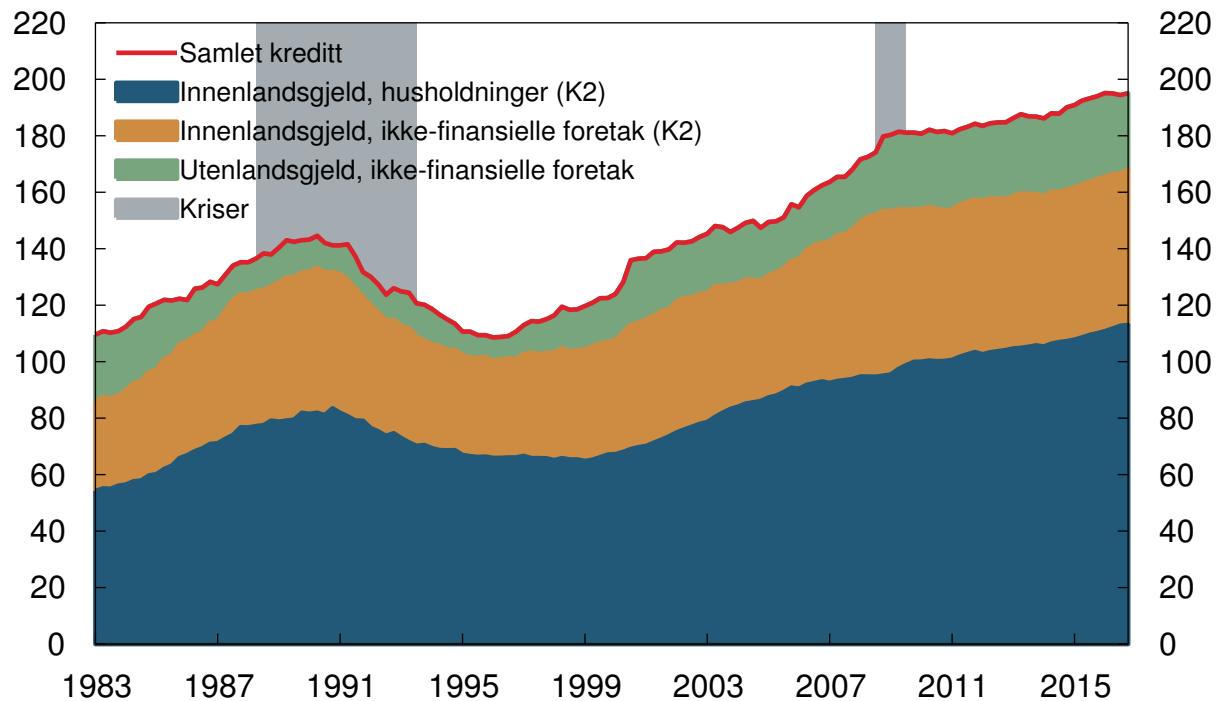 220 220
Samlet kreditt
200 200
Innenlandsgjeld, husholdninger (K2)
180 180
Innenlandsgjeld, ikke-finansielle foretak (K2)
Utenlandsgjeld, ikke-finansielle foretak
160 160
Kriser
140 140
120 120
100 100
80 80
60 60
40 40
20 20
0 0
1983 1987 1991 1995 1999 2003 2007 2011 2015